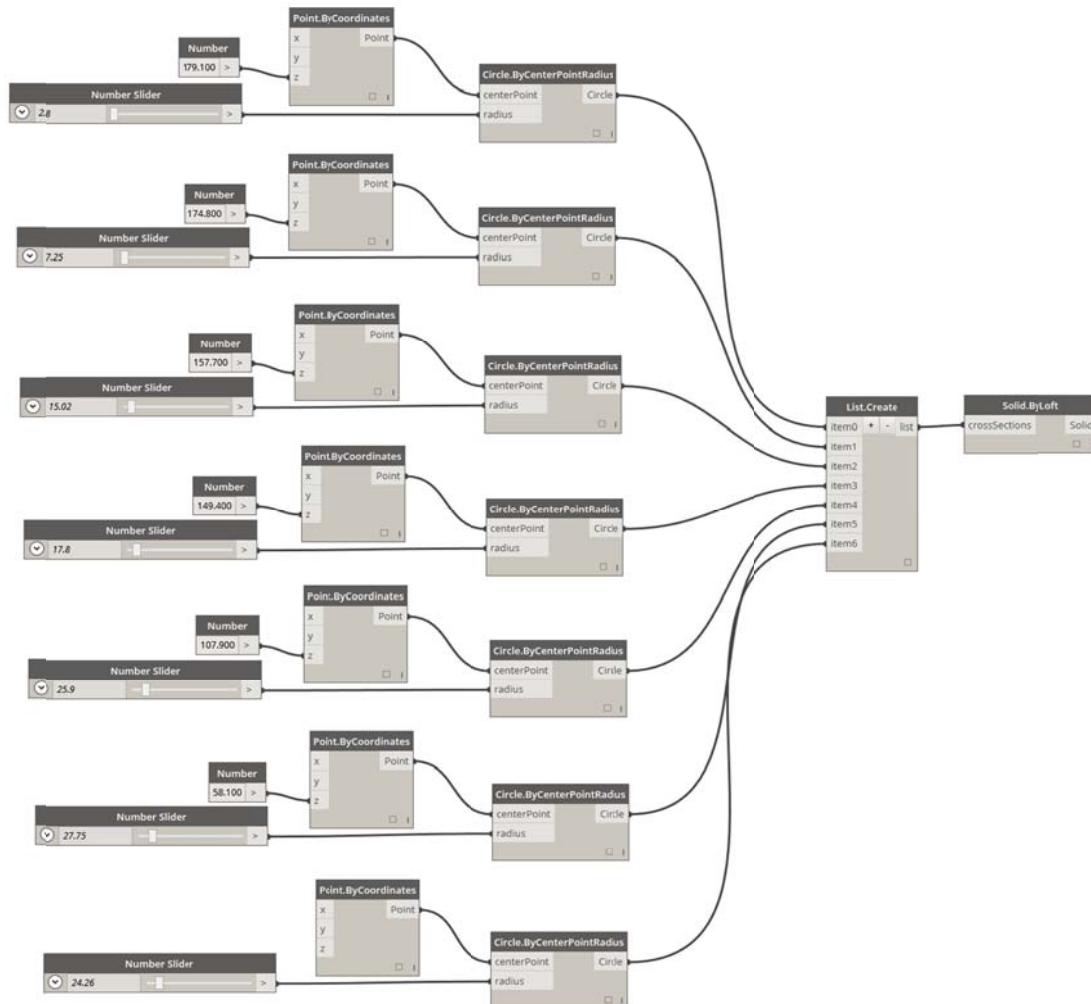 Point.ByCoordinates
x Point
y
z
Number
179.100 >
Number Slider
2.8 >
Circle.ByCenterPointRadius
centerPoint Circle
radius
Point.ByCoordinates
x Point
y
z
Number
174.800 >
Number Slider
7.25 >
Circle.ByCenterPointRadius
centerPoint Circle
radius
Point.ByCoordinates
x Point
y
z
Number
157.700 >
Number Slider
15.02 >
Circle.ByCenterPointRadius
centerPoint Circle
radius
Point.ByCoordinates
x Point
y
z
Number
149.400 >
Number Slider
17.8 >
Circle.ByCenterPointRadius
centerPoint Circle
radius
Point.ByCoordinates
x Point
y
z
Number
107.900 >
Number Slider
25.9 >
Circle.ByCenterPointRadius
centerPoint Circle
radius
Point.ByCoordinates
x Point
y
z
Number
58.100 >
Number Slider
27.75 >
Circle.ByCenterPointRadius
centerPoint Circle
radius
Point.ByCoordinates
x Point
y
z
Number Slider
24.26 >
Circle.ByCenterPointRadius
centerPoint Circle
radius
List.Create
item0 + - list
item1
item2
item3
item4
item5
item6
Solid.ByLoft
crossSections Solid